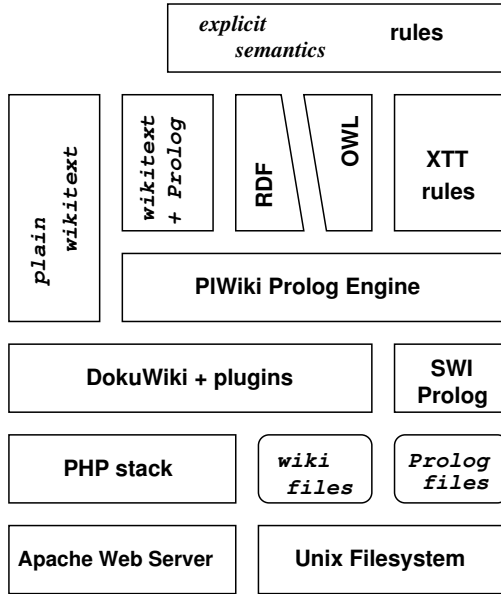 explicit
semantics
rules
plain
wikitext
wikitext
+ Prolog
RDF
OWL
XTT
rules
PlWiki Prolog Engine
DokuWiki + plugins
SWI
Prolog
PHP stack
wiki
files
Prolog
files
Apache Web Server
Unix Filesystem